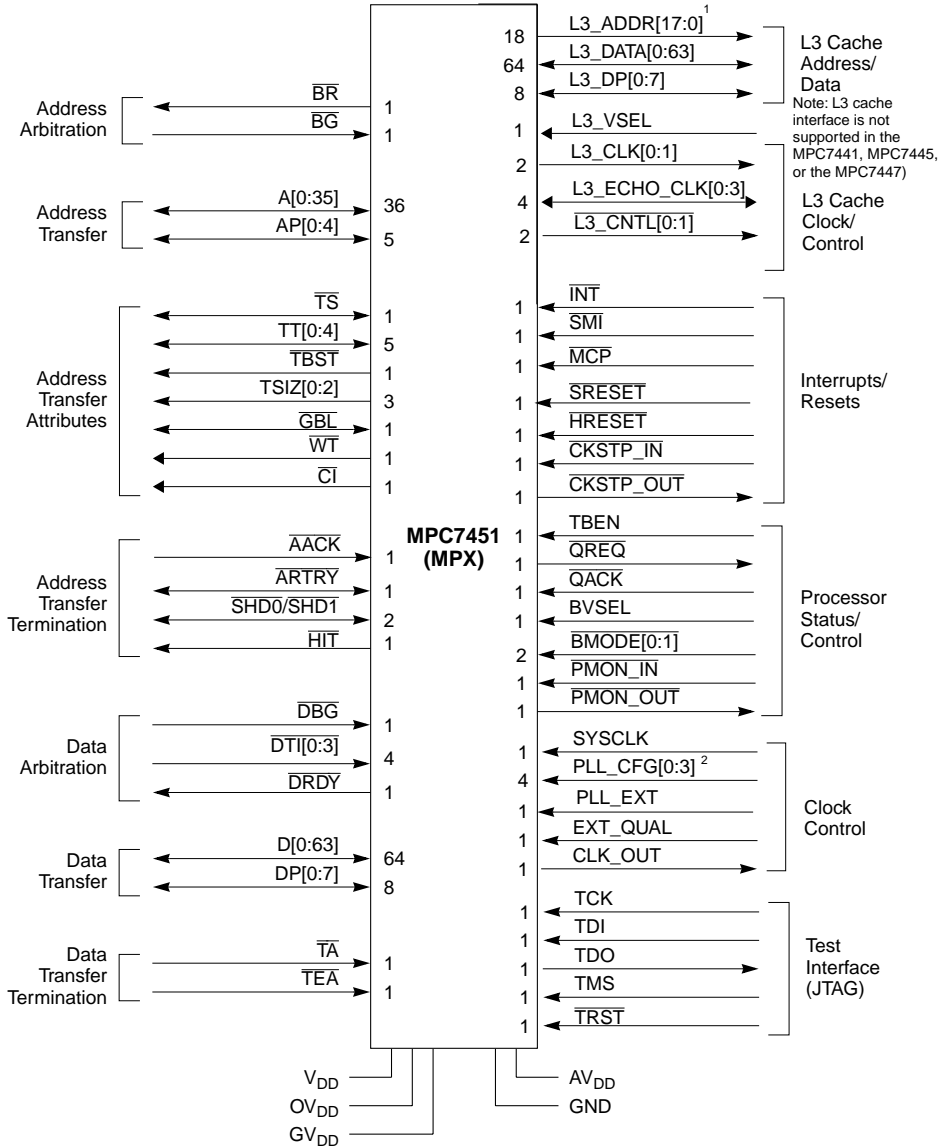 Address
Arbitration
BR 1
BG 1
Address
Transfer
A[0:35] 36
AP[0:4] 5
Address
Transfer
Attributes
TS 1
TT[0:4] 5
TBST 1
TSIZ[0:2] 3
GBL 1
WT 1
CI 1
Address
Transfer
Termination
AACK 1
ARTRY 1
SHD0/SHD1 2
HIT 1
Data
Arbitration
DBG 1
DTI[0:3] 4
DRDY 1
Data
Transfer
D[0:63] 64
DP[0:7] 8
Data
Transfer
Termination
TA 1
TEA 1
MPC7451
(MPX)
18 L3_ADDR[17:0] 1
64 L3_DATA[0:63]
8 L3_DP[0:7]
L3 Cache
Address/
Data
Note: L3 cache
interface is not
supported in the
MPC7441, MPC7445,
or the MPC7447)
1 L3_VSEL
2 L3_CLK[0:1]
4 L3_ECHO_CLK[0:3]
2 L3_CNTL[0:1]
L3 Cache
Clock/
Control
1 INT
1 SMI
1 MCP
1 SRESET
1 HRESET
1 CKSTP_IN
1 CKSTP_OUT
Interrupts/
Resets
1 TBEN
1 QREQ
1 QACK
1 BVSEL
2 BMODE[0:1]
1 PMON_IN
1 PMON_OUT
Processor
Status/
Control
1 SYSCLK
4 PLL_CFG[0:3] 2
1 PLL_EXT
1 EXT_QUAL
1 CLK_OUT
Clock
Control
1 TCK
1 TDI
1 TDO
1 TMS
1 TRST
Test
Interface
(JTAG)
VDD
OVDD
GVDD
AVDD
GND